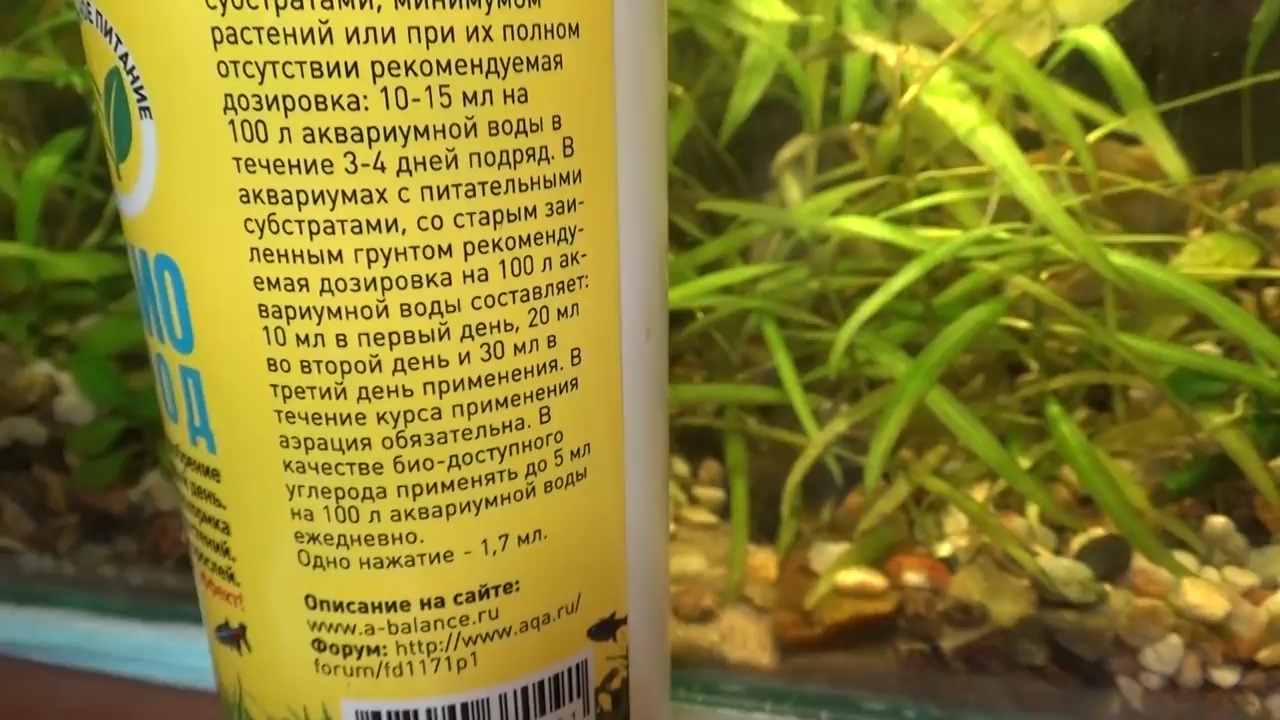 субстратами, минимумом
растений или при их полном
отсутствии рекомендуемая
дозировка: 10-15 мл на
100 л аквариумной воды в
течение 3-4 дней подряд. В
аквариумах с питательными
субстратами, со старым заи-
ленным грунтом рекоменду-
емая дозировка на 100 л ак-
вариумной воды составляет:
10 мл в первый день, 20 мл
во второй день и 30 мл в
третий день применения. В
течение курса применения
аэрация обязательна. В
качестве био-доступного
углерода применять до 5 мл
на 100 л аквариумной воды
ежедневно.
Одно нажатие - 1,7 мл.
Описание на сайте:
www.a-balance.ru
Форум: http://www.aqa.ru/
forum/fd1171p1
ПИТАНИЕ
день.